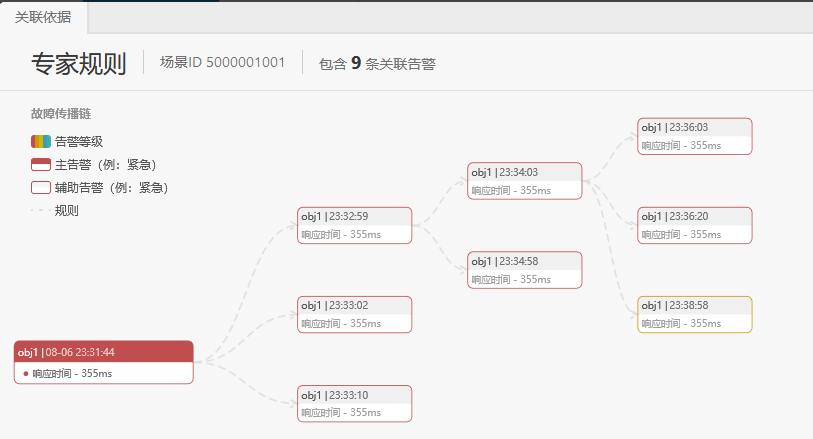 关联依据
专家规则
场景ID 5000001001
包含 9 条关联告警
故障传播链
告警等级
主告警（例：紧急）
辅助告警（例：紧急）
规则
obj1 | 08-06 23:31:44
响应时间 - 355ms
obj1 | 23:32:59
响应时间 - 355ms
obj1 | 23:33:02
响应时间 - 355ms
obj1 | 23:33:10
响应时间 - 355ms
obj1 | 23:34:03
响应时间 - 355ms
obj1 | 23:34:58
响应时间 - 355ms
obj1 | 23:36:03
响应时间 - 355ms
obj1 | 23:36:20
响应时间 - 355ms
obj1 | 23:38:58
响应时间 - 355ms